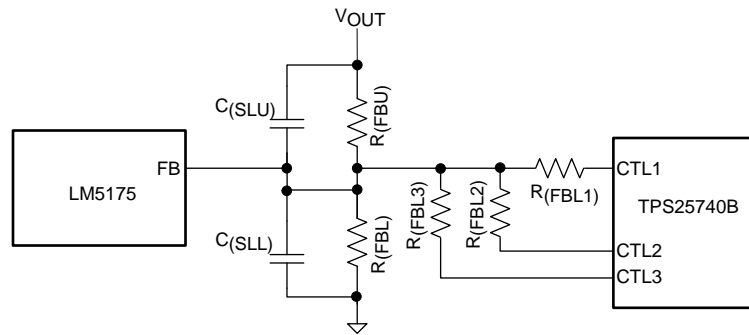 VOUT
C(SLU)
R(FBU)
LM5175
FB
C(SLL)
R(FBL)
R(FBL3)
R(FBL2)
R(FBL1)
CTL1
TPS25740B
CTL2
CTL3